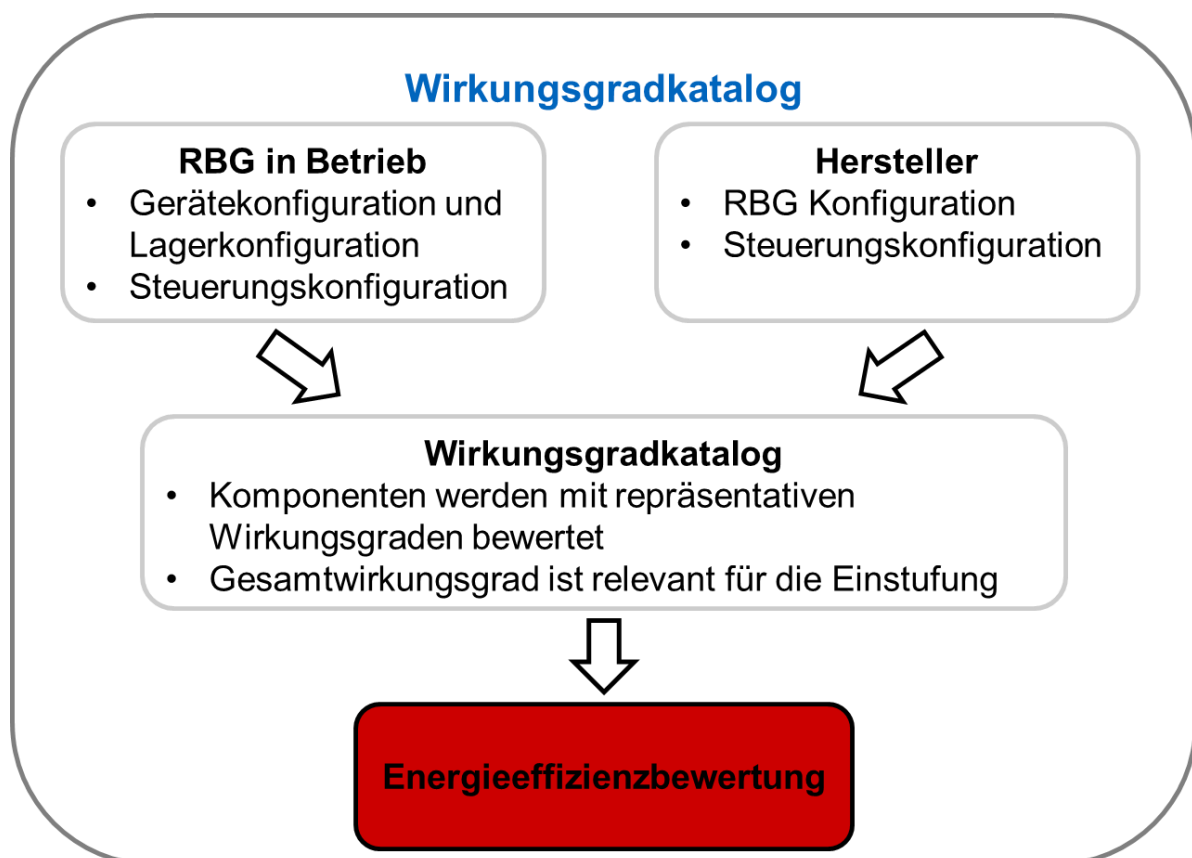 Wirkungsgradkatalog
RBG in Betrieb
• Gerätekonfiguration und
Lagerkonfiguration
• Steuerungskonfiguration
Hersteller
• RBG Konfiguration
• Steuerungskonfiguration
Wirkungsgradkatalog
• Komponenten werden mit repräsentativen
Wirkungsgraden bewertet
• Gesamtwirkungsgrad ist relevant für die Einstufung
Energieeffizienzbewertung